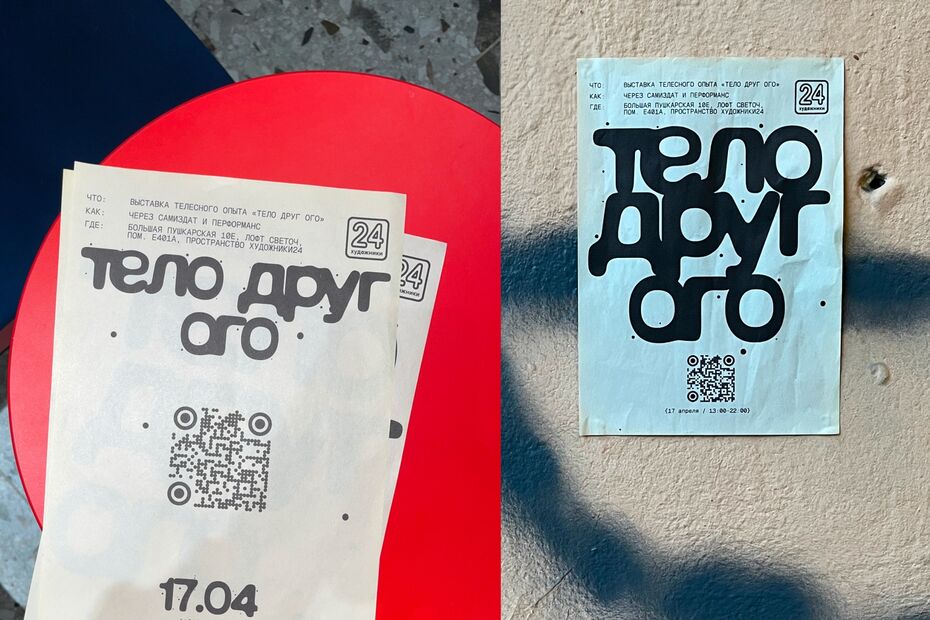 ЧТО: ВЫСТАВКА ТЕЛЕСНОГО ОПЫТА «ТЕЛО ДРУГ ОГО»
КАК: ЧЕРЕЗ САМИЗДАТ И ПЕРФОРМАНС
ГДЕ: БОЛЬШАЯ ПУШКАРСКАЯ 10Е, ЛОФТ СВЕТОЧ,
ПОМ. Е401А, ПРОСТРАНСТВО ХУДОЖНИКИ24
24
художники
тело друг
ого
17.04
24
ЧТО: ВЫСТАВКА ТЕЛЕСНОГО ОПЫТА «ТЕЛО ДРУГ ОГО»
КАК: ЧЕРЕЗ САМИЗДАТ И ПЕРФОРМАНС
ГДЕ: БОЛЬШАЯ ПУШКАРСКАЯ 10Е, ЛОФТ СВЕТОЧ,
ПОМ. Е401А, ПРОСТРАНСТВО ХУДОЖНИКИ24
24
художники
тело
друг
ого
(17 апреля / 13:00-22:00)